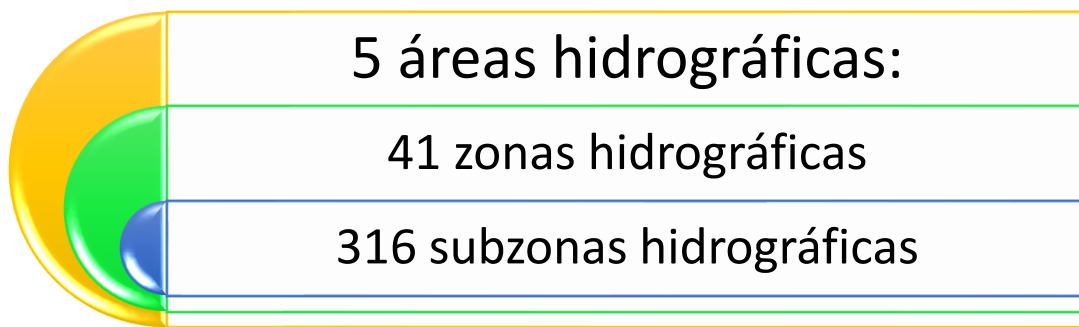 5 áreas hidrográficas:
41 zonas hidrográficas
316 subzonas hidrográficas